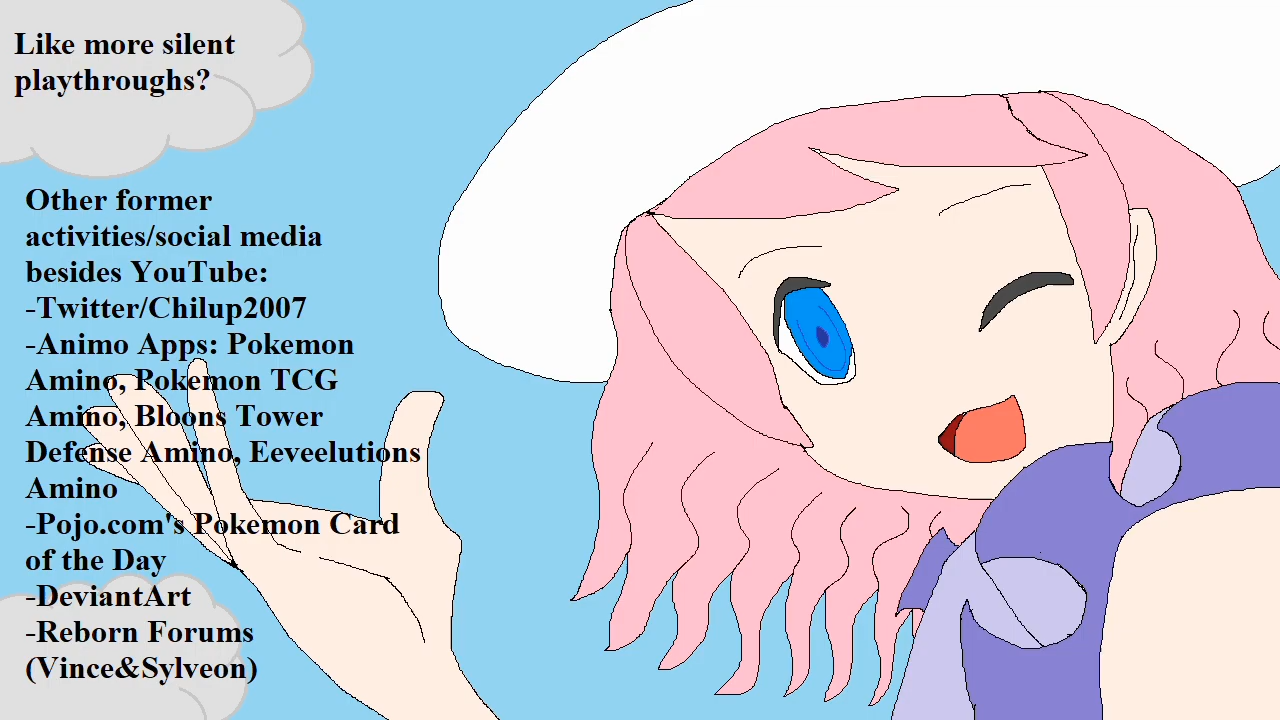 Like more silent
playthroughs?
Other former
activities/social media
besides YouTube:
-Twitter/Chilup2007
-Animo Apps: Pokemon
Amino, Pokemon TCG
Amino, Bloons Tower
Defense Amino, Eeveelutions
Amino
-Pojo.com's Pokemon Card
of the Day
-DeviantArt
-Reborn Forums
(Vince&Sylveon)